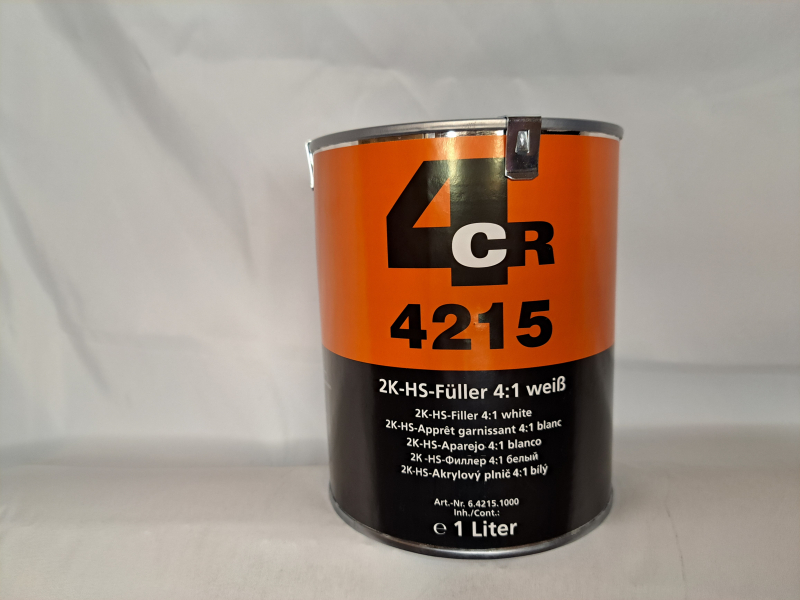 4CR
4215
2K-HS-Füller 4:1 weiß
2K-HS-Filler 4:1 white
2K-HS-Apprêt garnissant 4:1 blanc
2K-HS-Aparejo 4:1 blanco
2K -HS-Филлер 4:1 белый
2K-HS-Akrylový plnič 4:1 bílý
Art.-Nr. 6.4215.1000
Inh./Cont.:
℮ 1 Liter